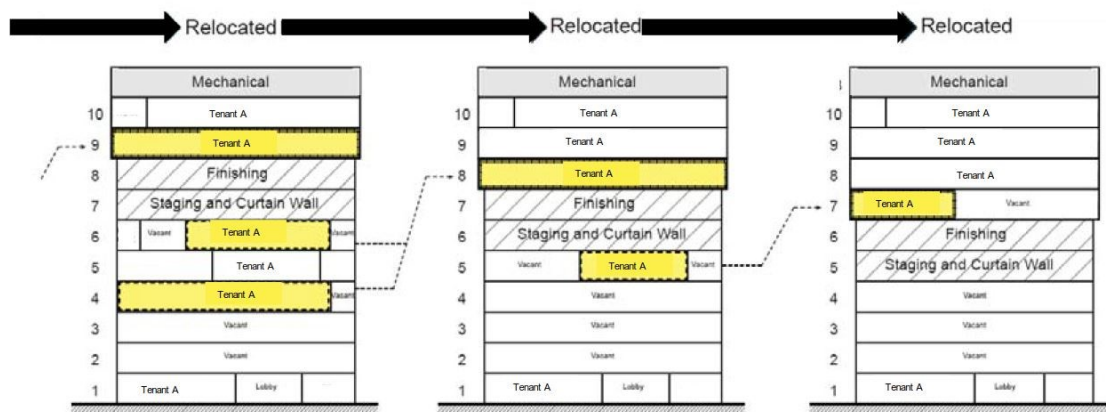 Relocated
Relocated
Relocated
Mechanical
10 Tenant A
9 Tenant A
8 Finishing
7 Staging and Curtain Wall
6 Vacant Tenant A Vacant
5 Tenant A
4 Tenant A Vacant
3 Vacant
2 Vacant
1 Tenant A Lobby
Mechanical
10 Tenant A
9 Tenant A
8 Tenant A
7 Finishing
6 Staging and Curtain Wall
5 Vacant Tenant A Vacant
4 Vacant
3 Vacant
2 Vacant
1 Tenant A Lobby
Mechanical
10 Tenant A
9 Tenant A
8 Tenant A
7 Tenant A Vacant
6 Finishing
5 Staging and Curtain Wall
4 Vacant
3 Vacant
2 Vacant
1 Tenant A Lobby